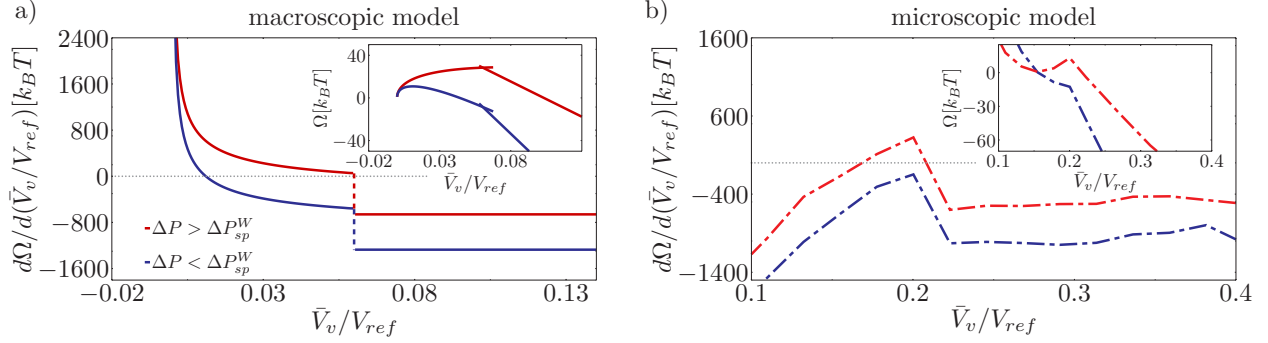 a)
macroscopic model
dΩ/d(V̄_v/V_ref)[k_BT]
2400
1600
800
0
−800
−1600
−0.02
0.03
0.08
0.13
V̄_v/V_ref
ΔP > ΔP^W_sp
ΔP < ΔP^W_sp
Ω[k_BT]
40
0
−40
−0.02
0.03
0.08
V̄_v/V_ref
b)
microscopic model
dΩ/d(V̄_v/V_ref)[k_BT]
1600
600
−400
−1400
0.1
0.2
0.3
0.4
V̄_v/V_ref
Ω[k_BT]
0
−30
−60
0.1
0.2
0.3
0.4
V̄_v/V_ref